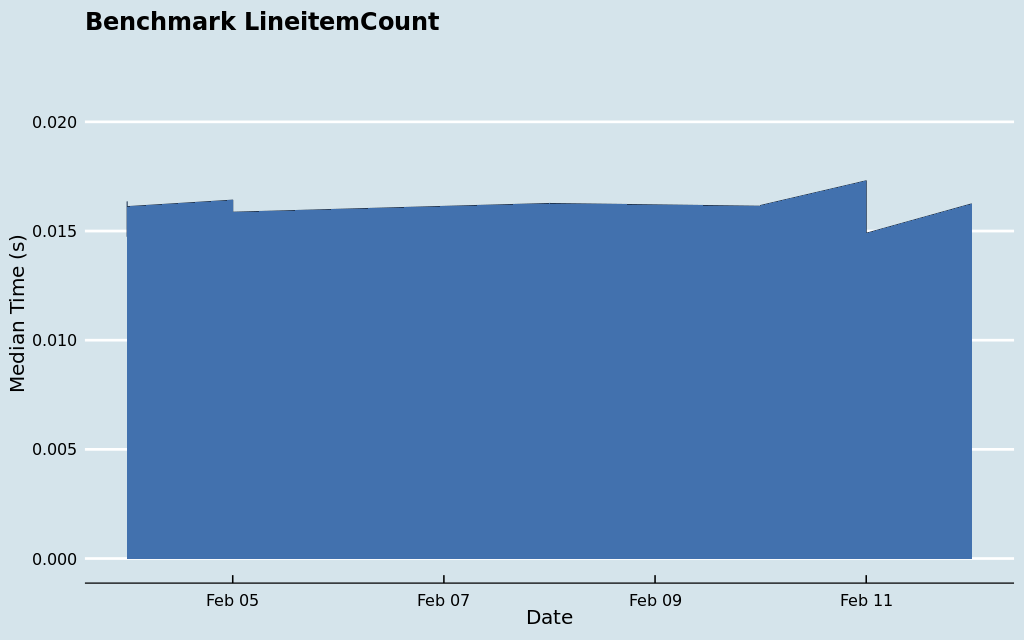 Benchmark LineitemCount
0.020
0.015
0.010
0.005
0.000
Median Time (s)
Feb 05 Feb 07 Feb 09 Feb 11
Date